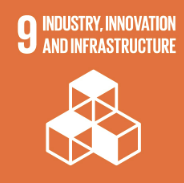 9 INDUSTRY, INNOVATION
AND INFRASTRUCTURE